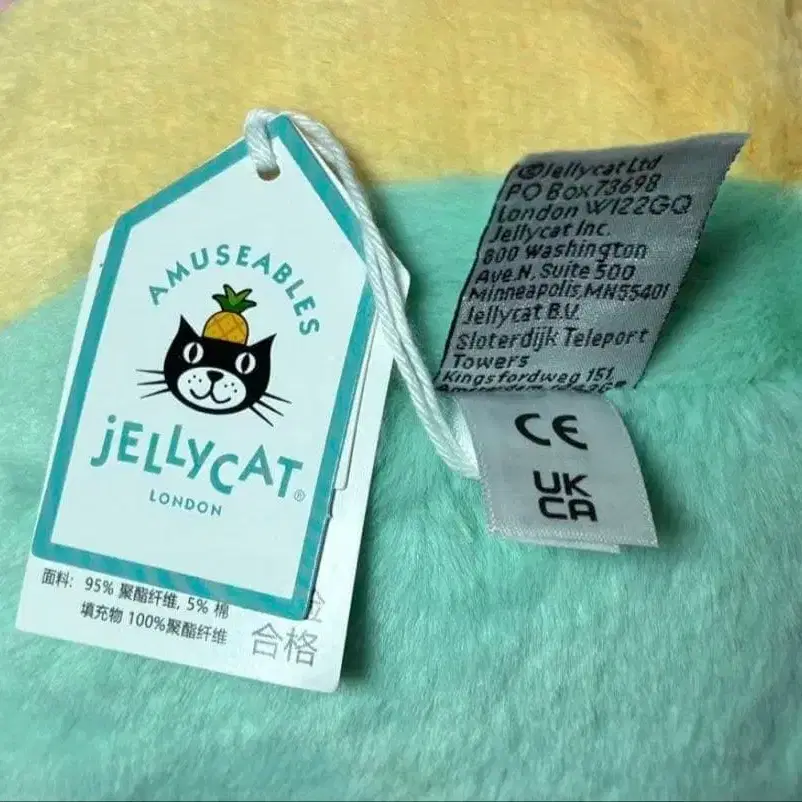 AMUSEABLES
JELLYCAT®
LONDON
面料: 95% 聚酯纤维, 5% 棉
填充物 100%聚酯纤维
合格
©Jellycat Ltd
PO Box 73698
London W122GQ
Jellycat Inc.
800 Washington
Ave.N. Suite 500
Minneapolis,MN55401
Jellycat B.V.
Sloterdijk Teleport
Towers
Kingsfordweg 151
CE
UK
CA